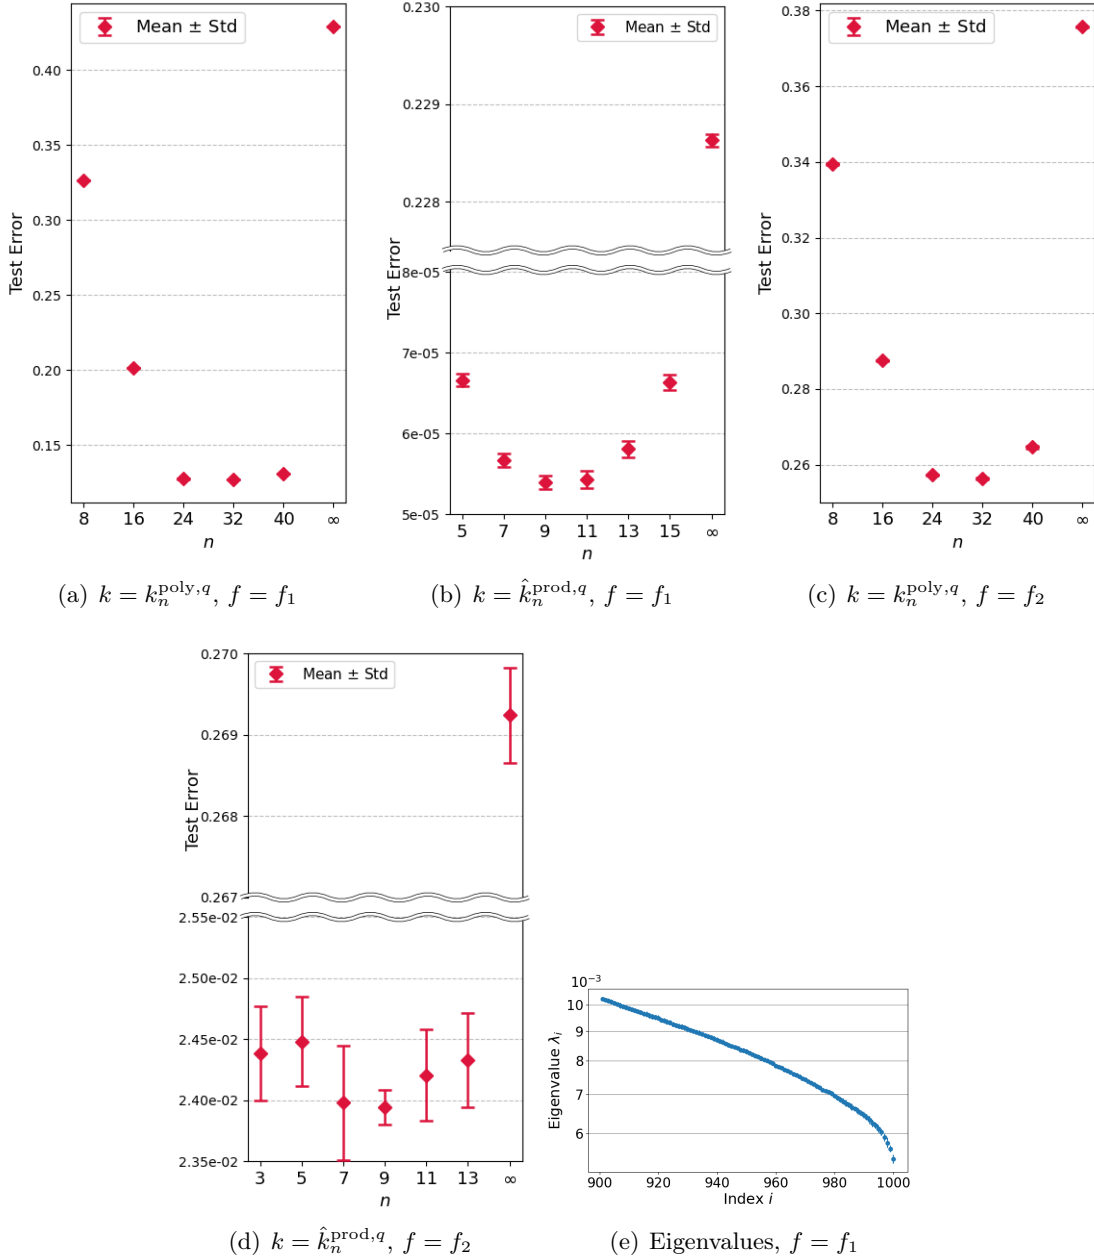 Mean ± Std
0.40
0.35
0.30
0.25
0.20
0.15
Test Error
8 16 24 32 40 ∞
n
(a) k = k_n^{poly,q}, f = f_1
0.230
Mean ± Std
0.229
0.228
Test Error
8e-05
7e-05
6e-05
5e-05
5 7 9 11 13 15 ∞
n
(b) k = \hat{k}_n^{prod,q}, f = f_1
0.38
Mean ± Std
0.36
0.34
0.32
0.30
0.28
0.26
Test Error
8 16 24 32 40 ∞
n
(c) k = k_n^{poly,q}, f = f_2
0.270
Mean ± Std
0.269
0.268
0.267
Test Error
2.55e-02
2.50e-02
2.45e-02
2.40e-02
2.35e-02
3 5 7 9 11 13 ∞
n
(d) k = \hat{k}_n^{prod,q}, f = f_2
10^{-3}
10
9
8
7
6
Eigenvalue λ_i
900 920 940 960 980 1000
Index i
(e) Eigenvalues, f = f_1